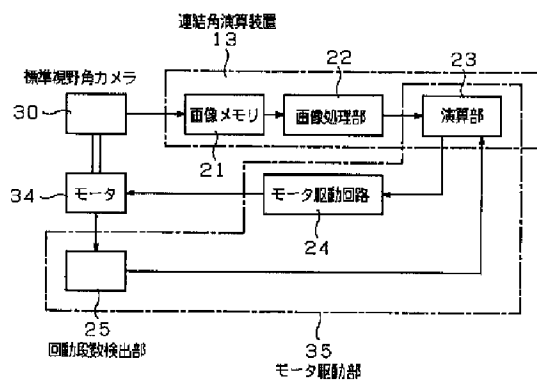 連結角演算装置
13
標準視野角カメラ
22
23
30
画像メモリ
画像処理部
演算部
21
34
モータ
モータ駆動回路
24
25
回動段数検出部
35
モータ駆動部